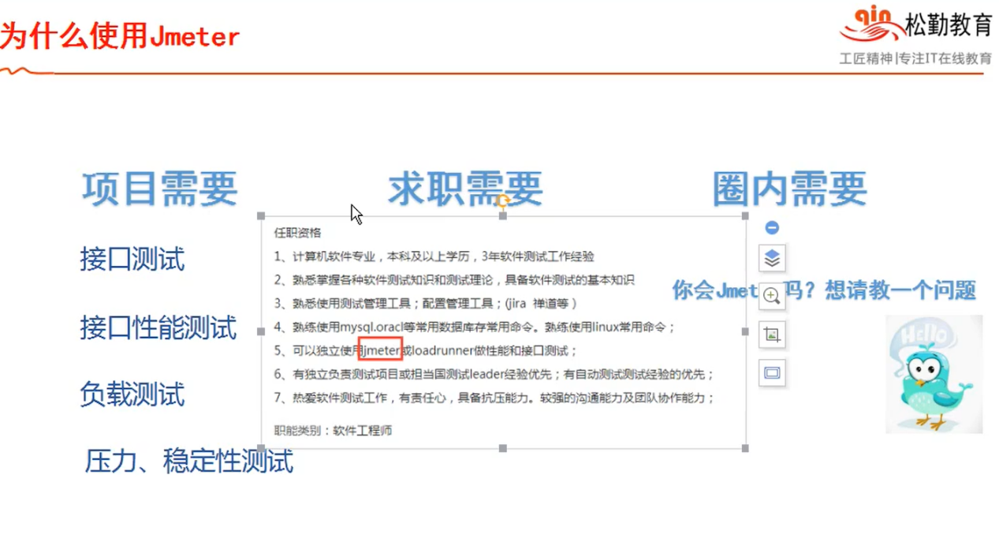 为什么使用Jmeter
qin 松勤教育
工匠精神|专注IT在线教育
项目需要
接口测试
接口性能测试
负载测试
压力、稳定性测试
求职需要
任职资格
1、计算机软件专业，本科及以上学历，3年软件测试工作经验
2、熟悉掌握各种软件测试知识和测试理论，具备软件测试的基本知识
3、熟悉使用测试管理工具；配置管理工具；(jira 禅道等）
4、熟练使用mysql.oracl等常用数据库存常用命令。熟练使用linux常用命令；
5、可以独立使用jmeter或loadrunner做性能和接口测试；
6、有独立负责测试项目或担当国测试leader经验优先；有自动测试测试经验的优先；
7、热爱软件测试工作，有责任心，具备抗压能力。较强的沟通能力及团队协作能力；
职能类别：软件工程师
圈内需要
你会Jmet 吗？想请教一个问题
Hello